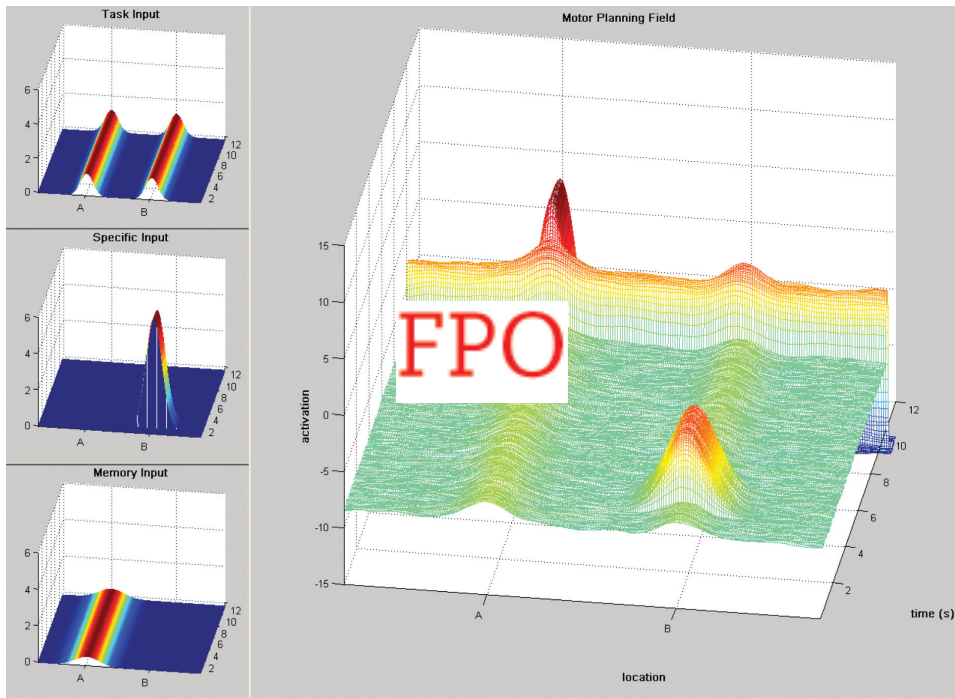 Task Input
6
4
2
0
A
B
2
4
6
8
10
12
Specific Input
6
4
2
0
A
B
2
4
6
8
10
12
Memory Input
6
4
2
0
A
B
2
4
6
8
10
12
Motor Planning Field
15
10
5
0
-5
-10
-15
activation
FPO
A
B
location
2
4
6
8
10
12
time (s)